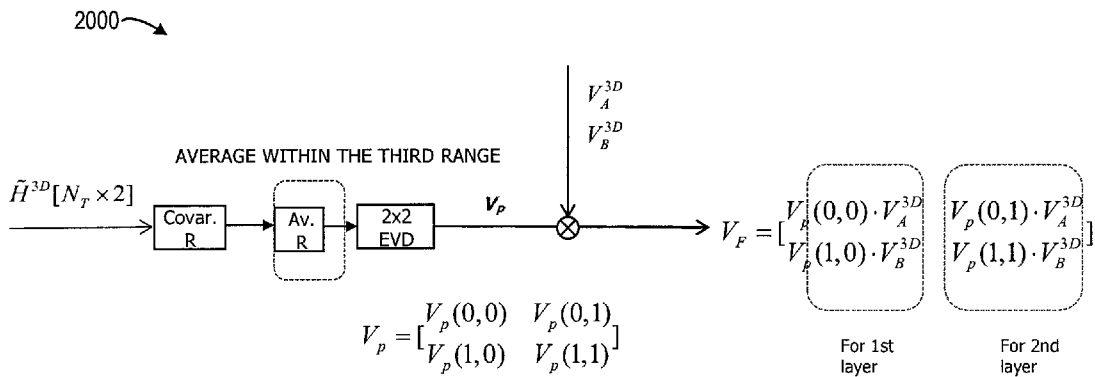 2000
V_A^{3D}
V_B^{3D}
AVERAGE WITHIN THE THIRD RANGE
\tilde{H}^{3D}[N_T × 2]
Covar.
R
Av.
R
2x2
EVD
V_p
V_F = [V_p(0,0) · V_A^{3D} V_p(0,1) · V_A^{3D}
V_p(1,0) · V_B^{3D} V_p(1,1) · V_B^{3D}]
V_p = [V_p(0,0) V_p(0,1)
V_p(1,0) V_p(1,1)]
For 1st
layer
For 2nd
layer